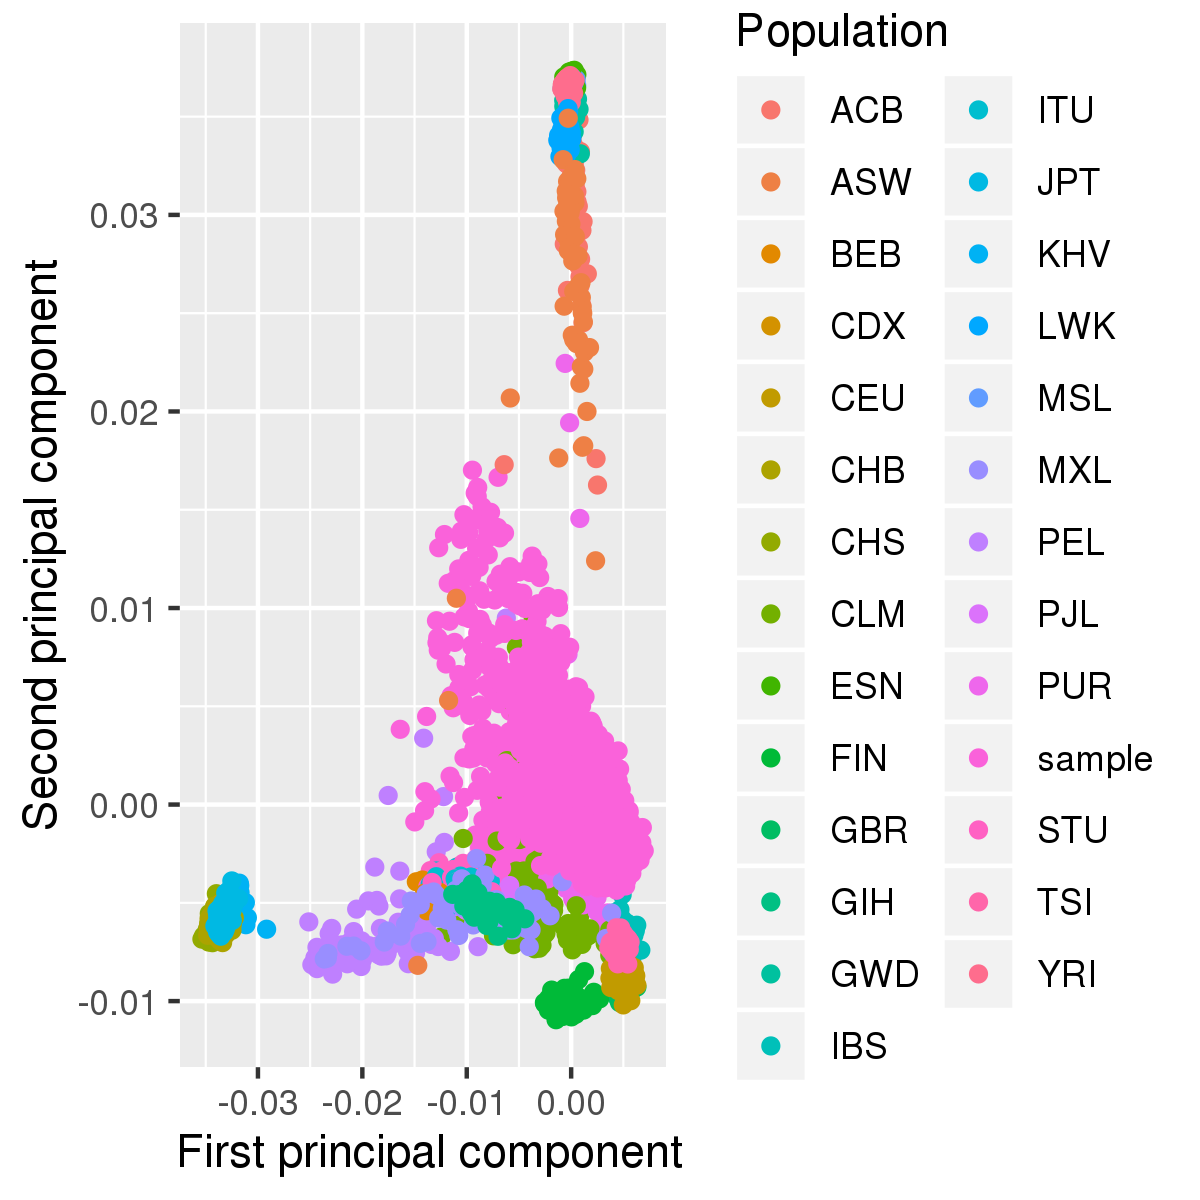 Population
ACB
ASW
BEB
CDX
CEU
CHB
CHS
CLM
ESN
FIN
GBR
GIH
GWD
IBS
ITU
JPT
KHV
LWK
MSL
MXL
PEL
PJL
PUR
sample
STU
TSI
YRI
Second principal component
0.03
0.02
0.01
0.00
-0.01
-0.03 -0.02 -0.01 0.00
First principal component